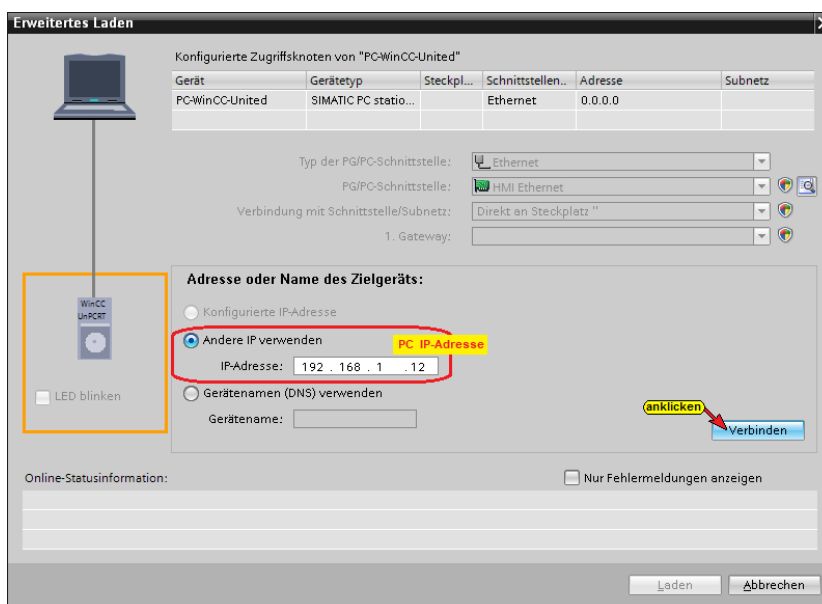 Erweitertes Laden
Konfigurierte Zugriffsknoten von "PC-WinCC-United"
Gerät Gerätetyp Steckpl... Schnittstellen.. Adresse Subnetz
PC-WinCC-United SIMATIC PC statio... Ethernet 0.0.0.0
Typ der PG/PC-Schnittstelle: Ethernet
PG/PC-Schnittstelle: HMI Ethernet
Verbindung mit Schnittstelle/Subnetz: Direkt an Steckplatz ''
1. Gateway:
Adresse oder Name des Zielgeräts:
WinCC
UnPCRT
Konfigurierte IP-Adresse
Andere IP verwenden PC IP-Adresse
IP-Adresse: 192 . 168 . 1 .12
LED blinken
Gerätenamen (DNS) verwenden
Gerätename:
anklicken
Verbinden
Online-Statusinformation: Nur Fehlermeldungen anzeigen
Laden Abbrechen